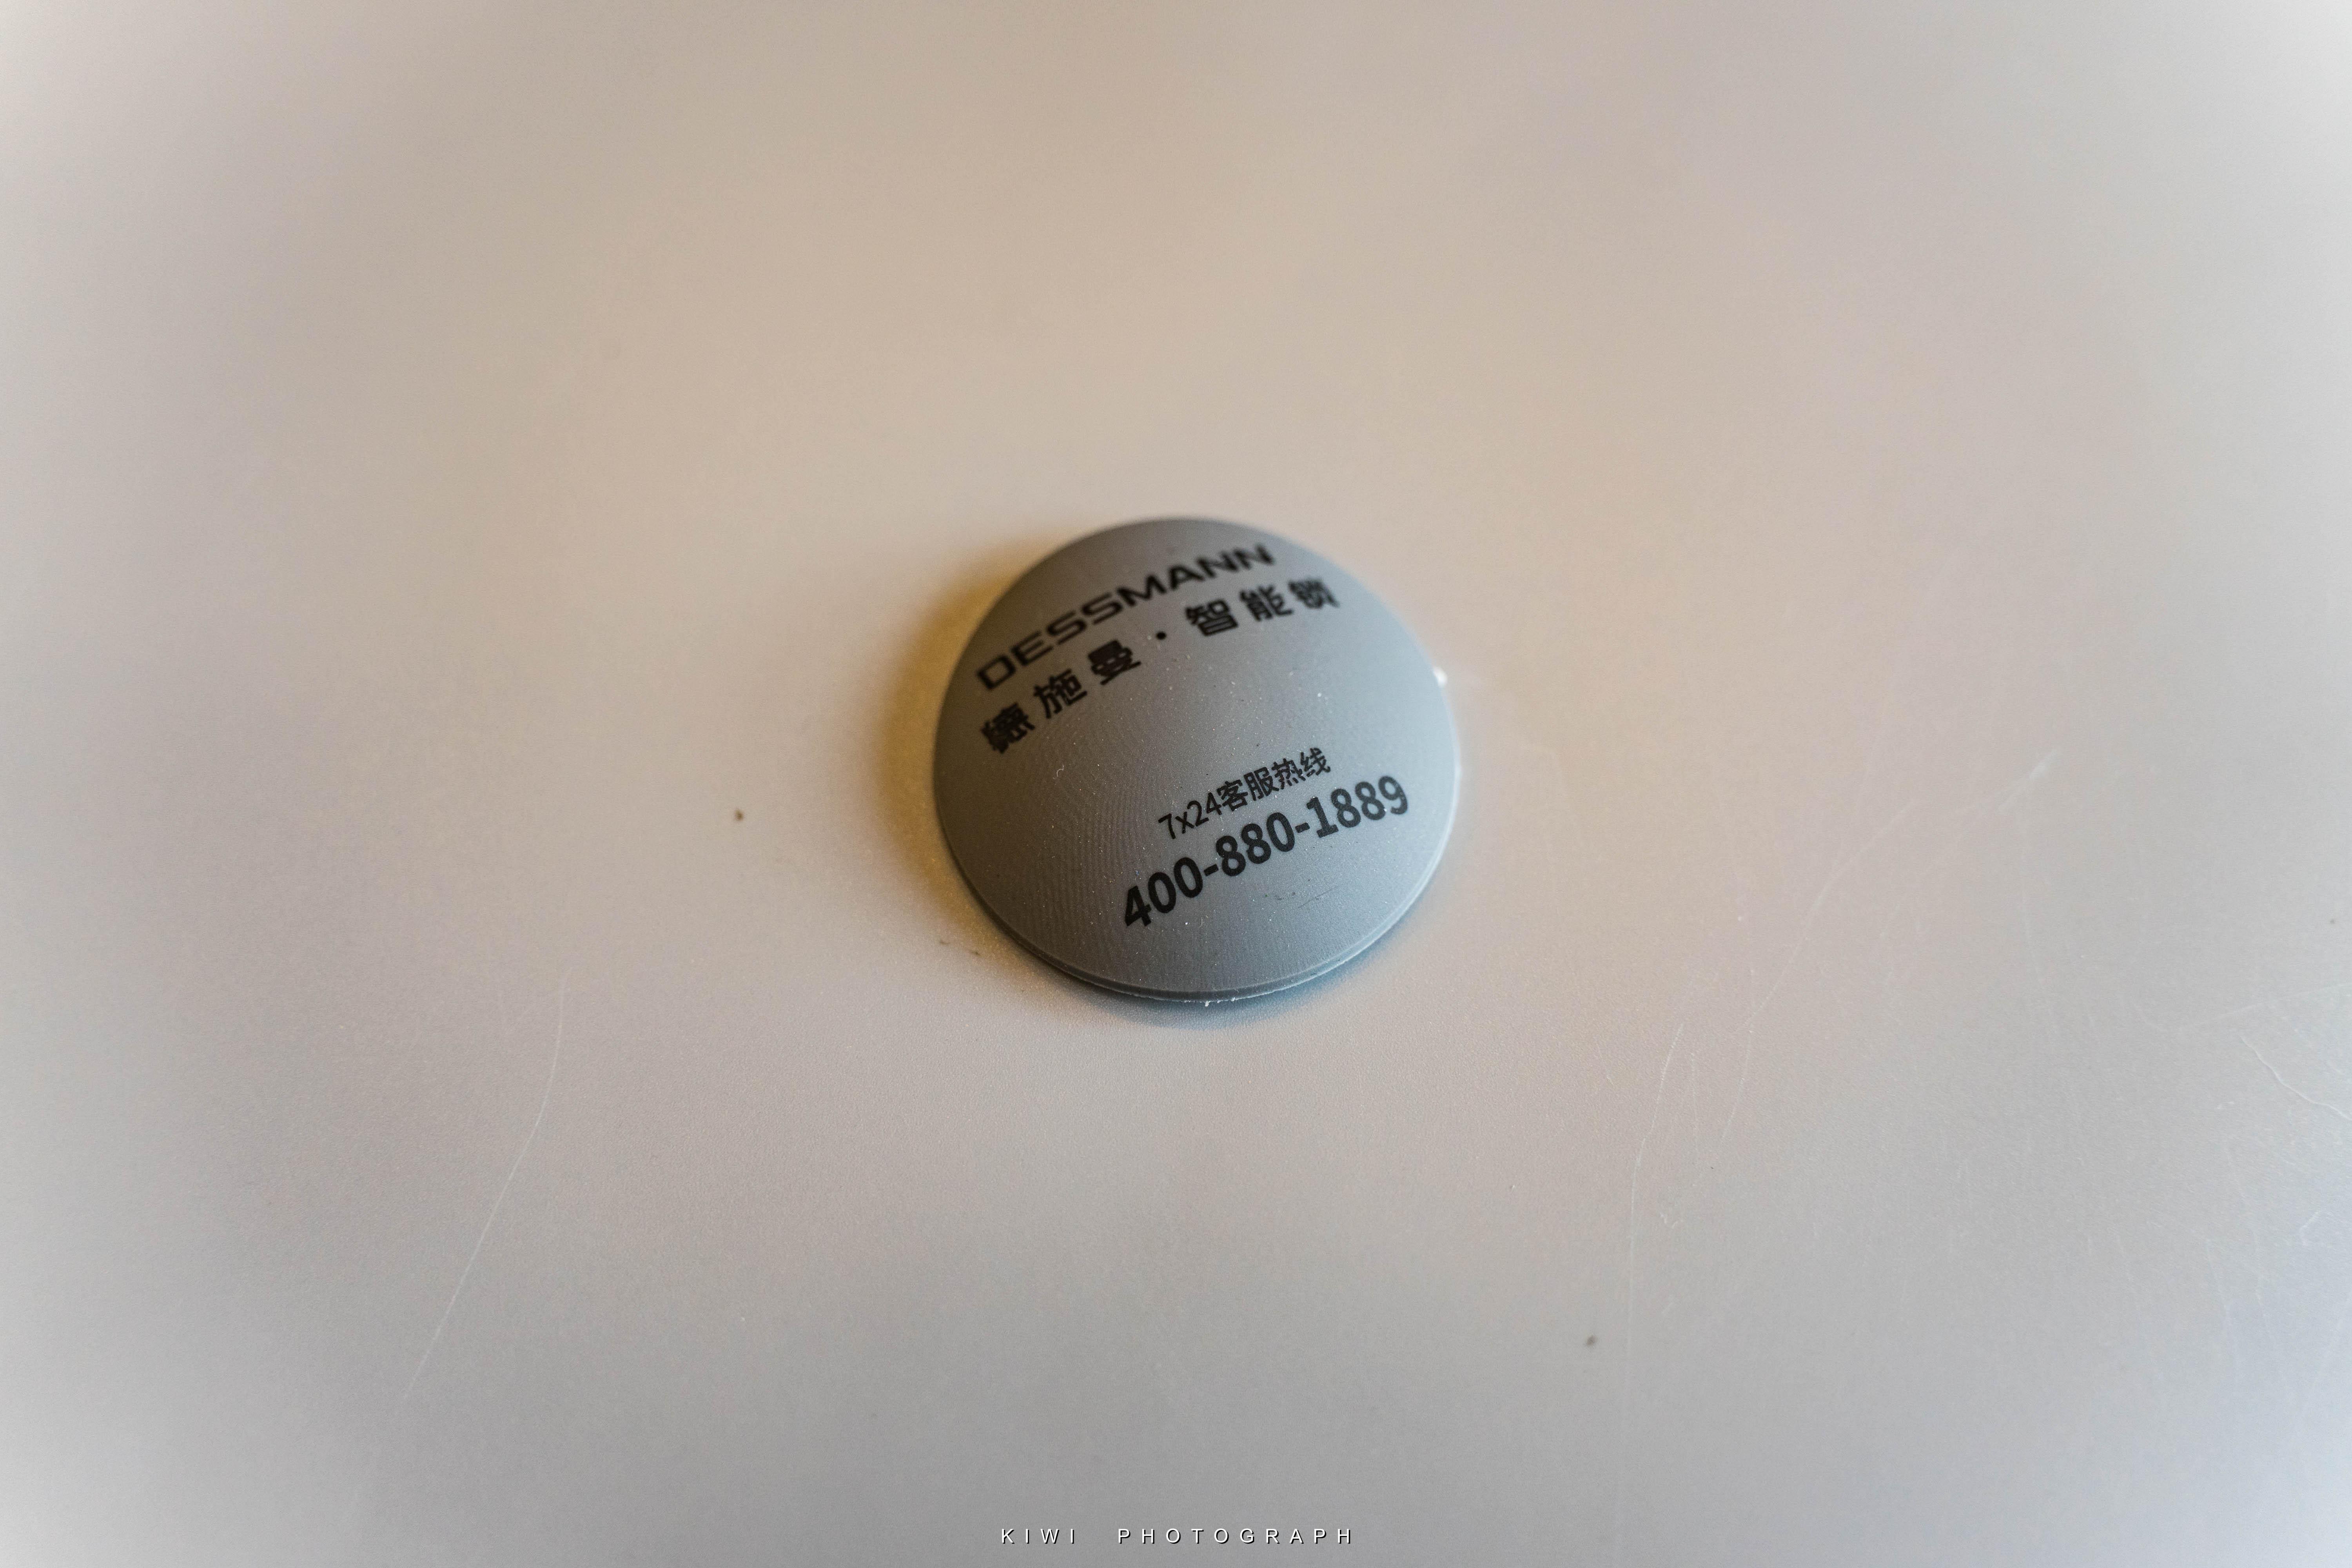 DESSMANN
德施曼·智能锁
7x24客服热线
400-880-1889
KIWI PHOTOGRAPH